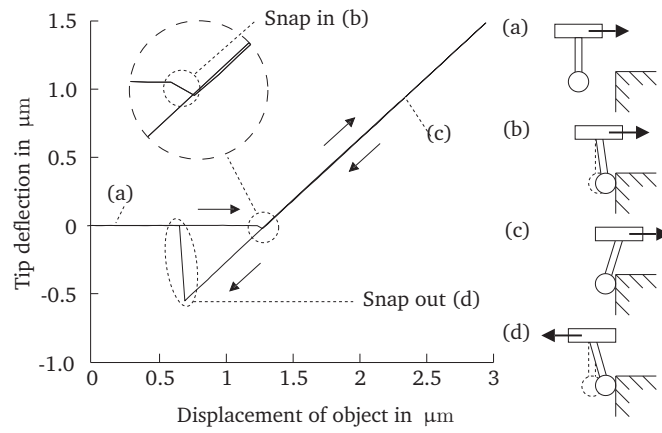 Snap in (b)
(a)
(c)
Snap out (d)
Tip deflection in μm
1.5
1.0
0.5
0
-0.5
-1.0
0
0.5
1
1.5
2
2.5
3
Displacement of object in μm
(a)
(b)
(c)
(d)